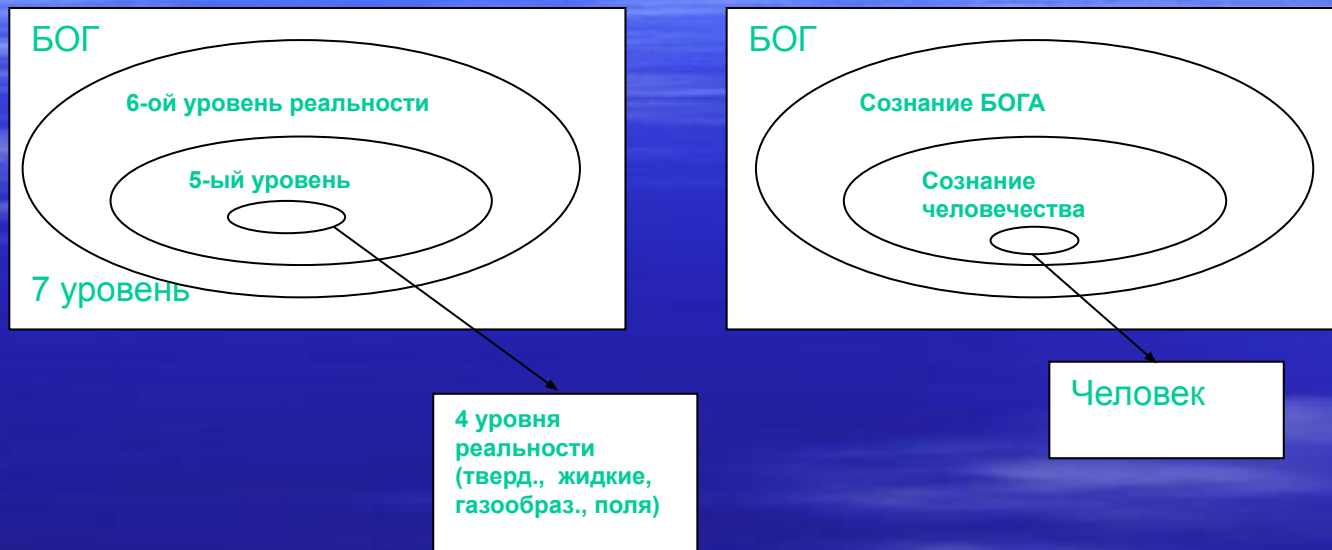 БОГ
6-ой уровень реальности
5-ый уровень
7 уровень
4 уровня
реальности
(тверд., жидкие,
газообраз., поля)
БОГ
Сознание БОГА
Сознание
человечества
Человек